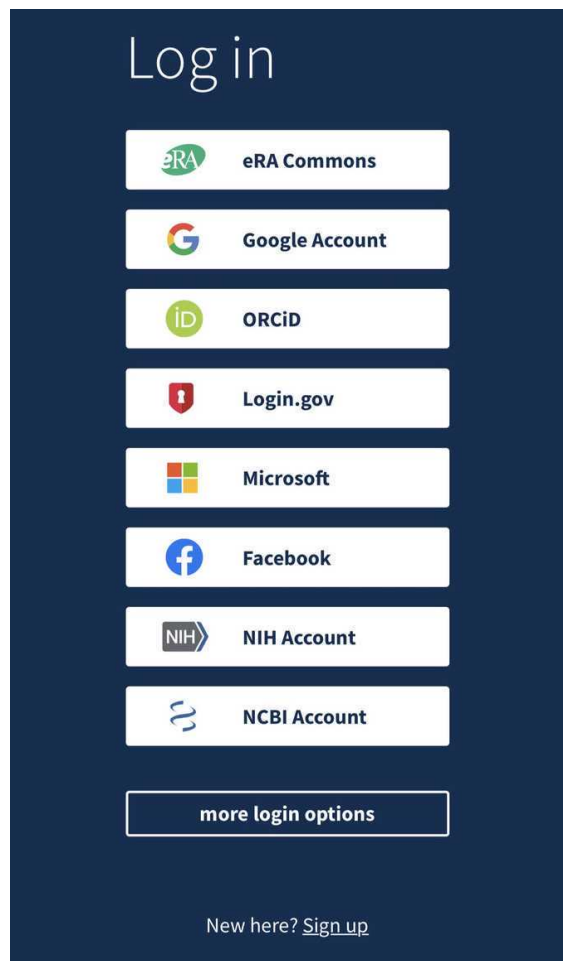 Log in
eRA eRA Commons
Google Account
iD ORCiD
Login.gov
Microsoft
Facebook
NIH NIH Account
NCBI Account
more login options
New here? Sign up